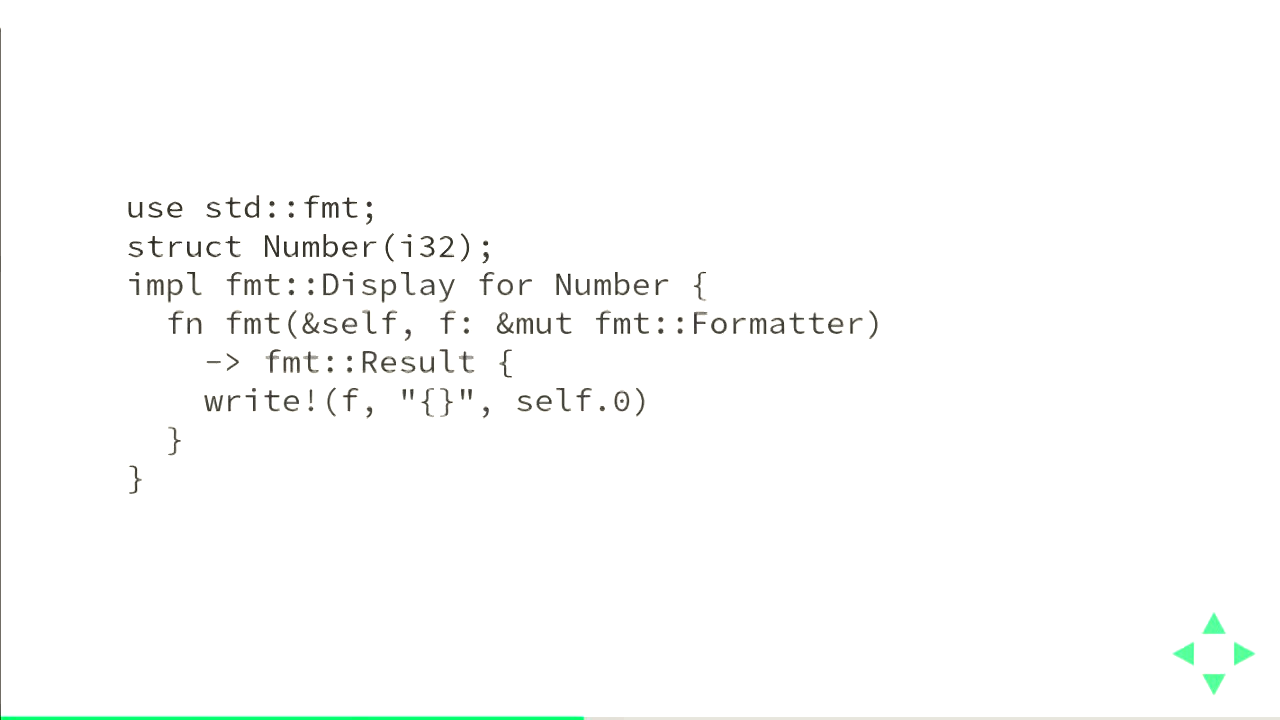 use std::fmt;
struct Number(i32);
impl fmt::Display for Number {
  fn fmt(&self, f: &mut fmt::Formatter)
    -> fmt::Result {
    write!(f, "{}", self.0)
  }
}